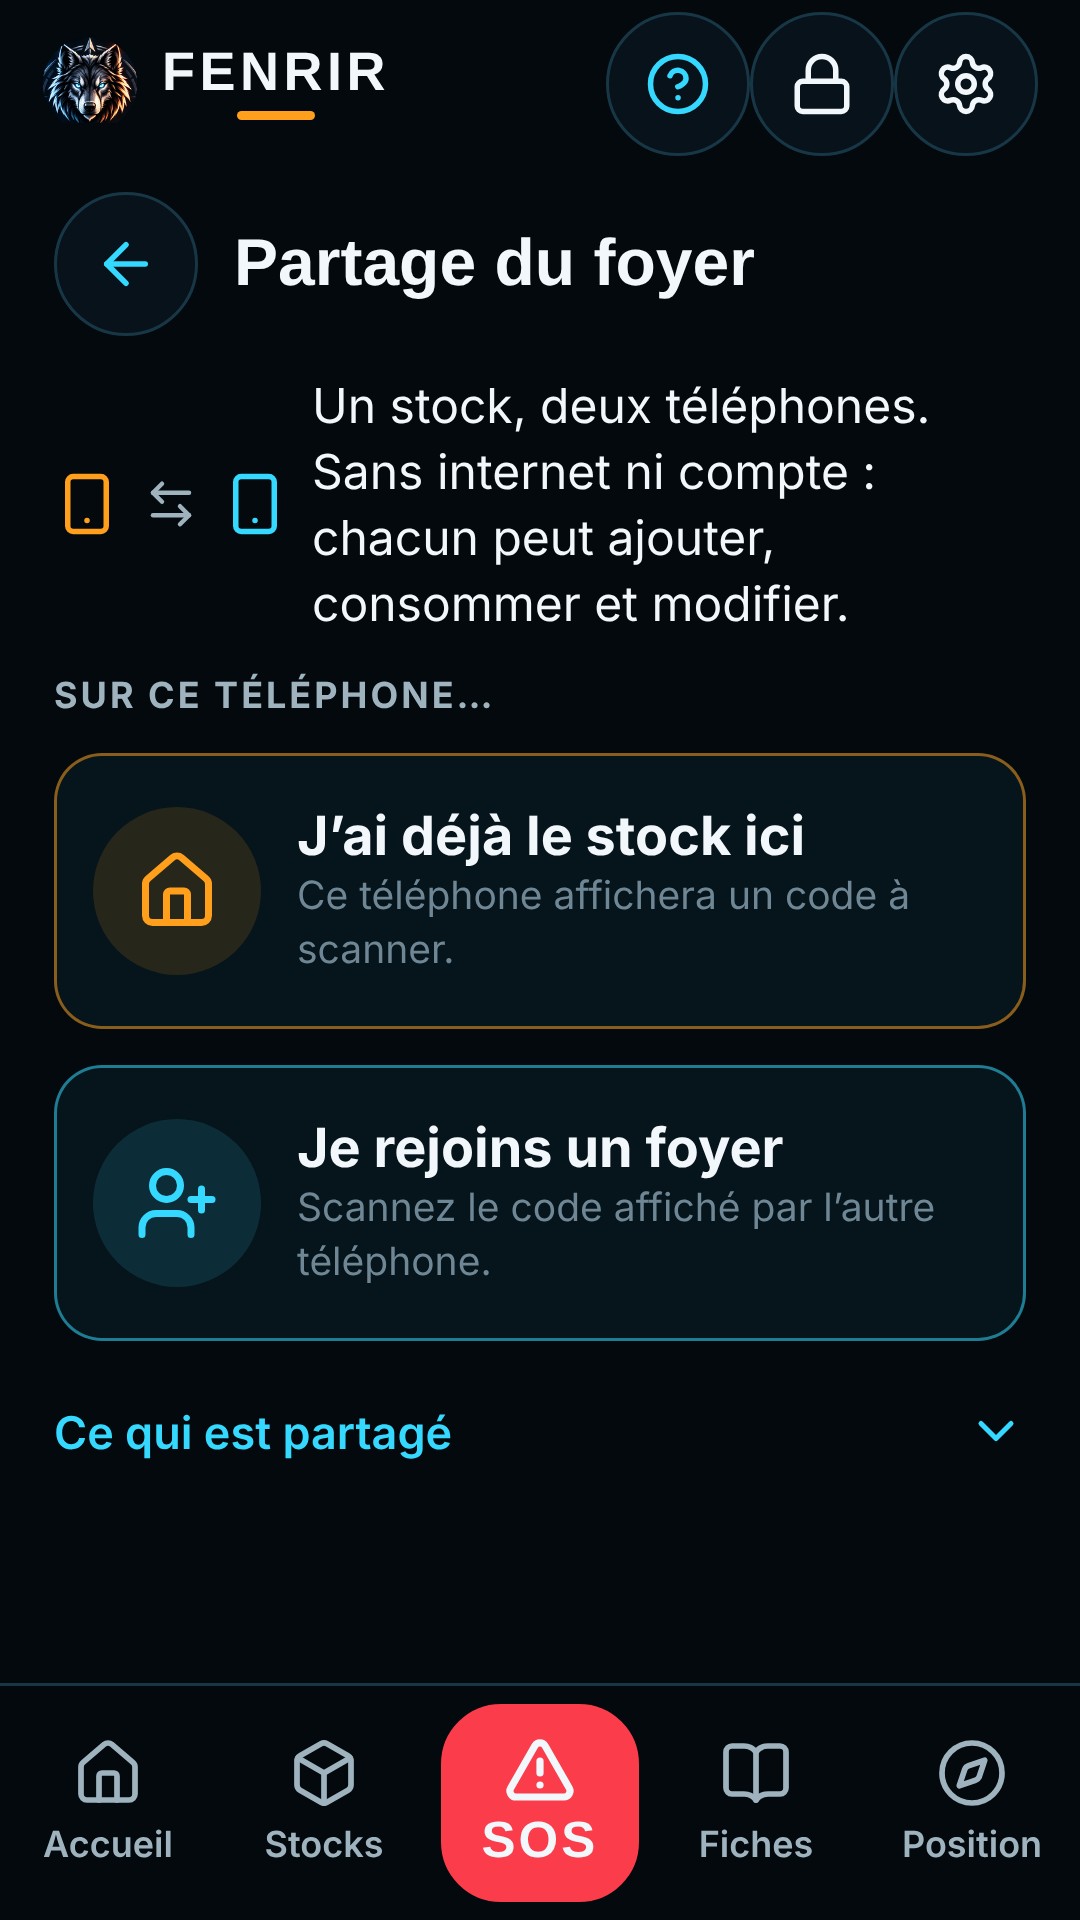 FENRIR
Partage du foyer
Un stock, deux téléphones.
Sans internet ni compte :
chacun peut ajouter,
consommer et modifier.
SUR CE TÉLÉPHONE…
J’ai déjà le stock ici
Ce téléphone affichera un code à
scanner.
Je rejoins un foyer
Scannez le code affiché par l’autre
téléphone.
Ce qui est partagé
Accueil
Stocks
SOS
Fiches
Position